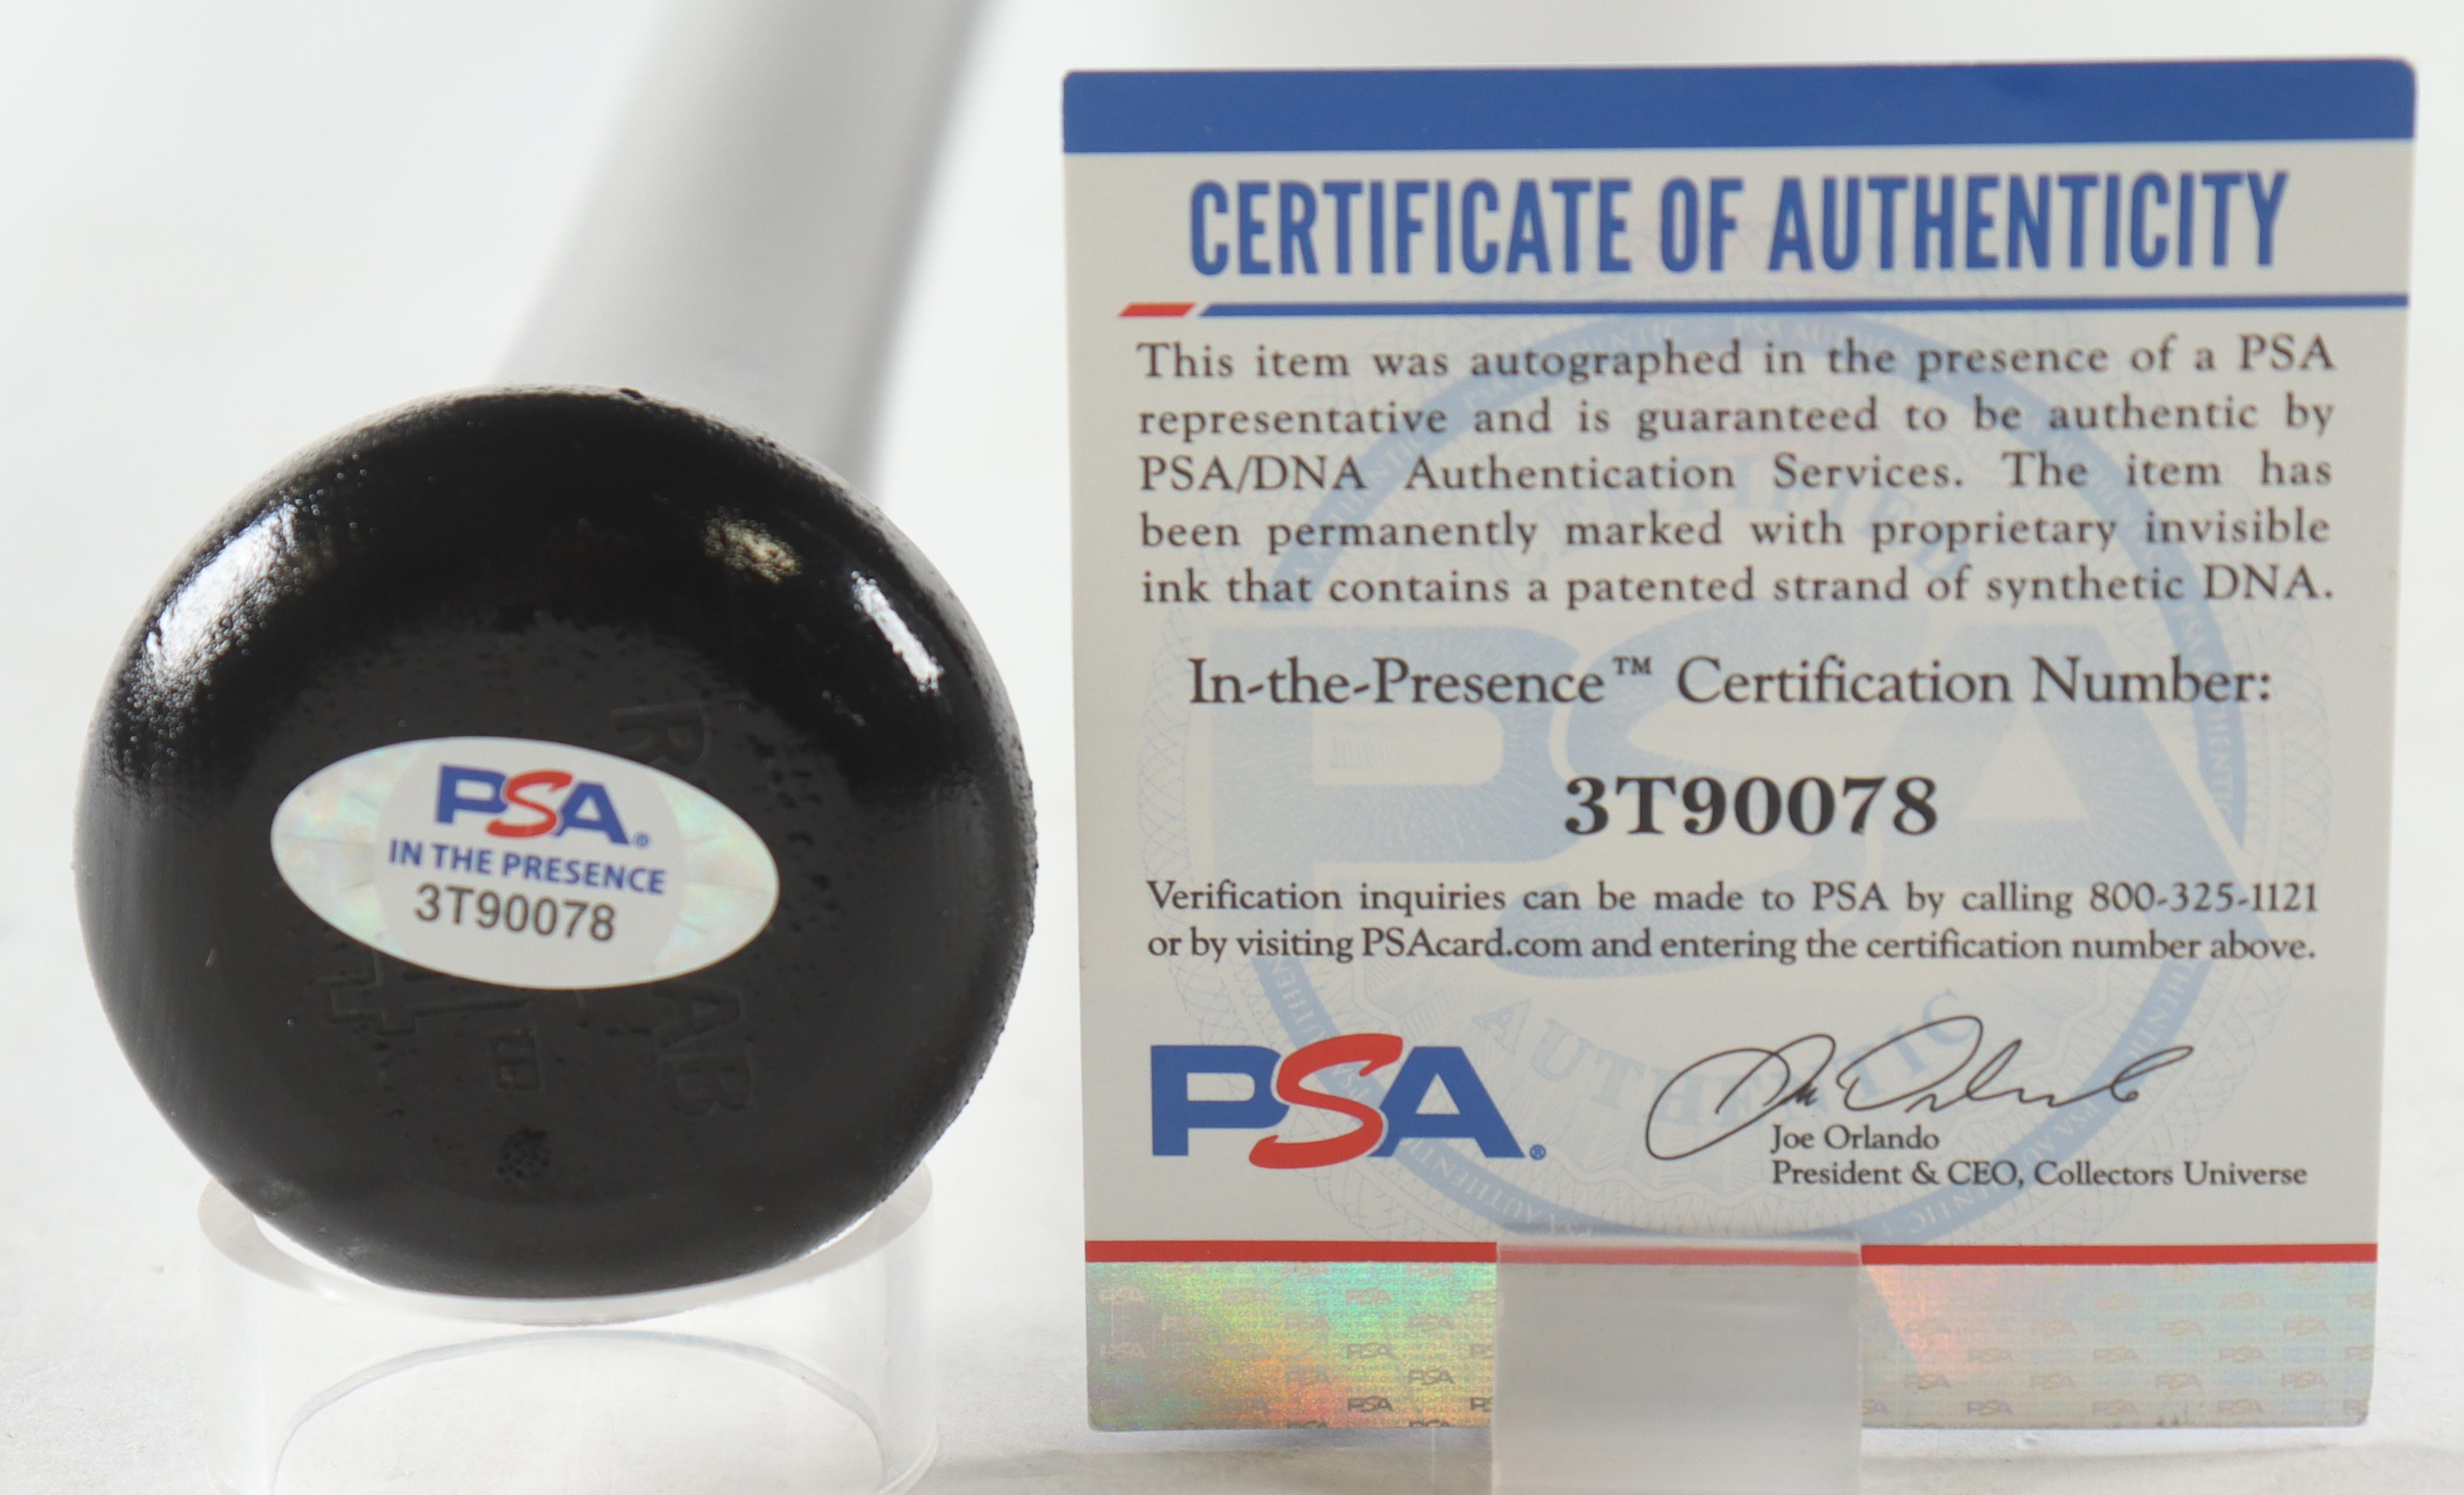 PSA®
IN THE PRESENCE
3T90078
AB
CERTIFICATE OF AUTHENTICITY
This item was autographed in the presence of a PSA
representative and is guaranteed to be authentic by
PSA/DNA Authentication Services. The item has
been permanently marked with proprietary invisible
ink that contains a patented strand of synthetic DNA.
In-the-Presence™ Certification Number:
3T90078
Verification inquiries can be made to PSA by calling 800-325-1121
or by visiting PSAcard.com and entering the certification number above.
PSA®
Joe Orlando
President & CEO, Collectors Universe